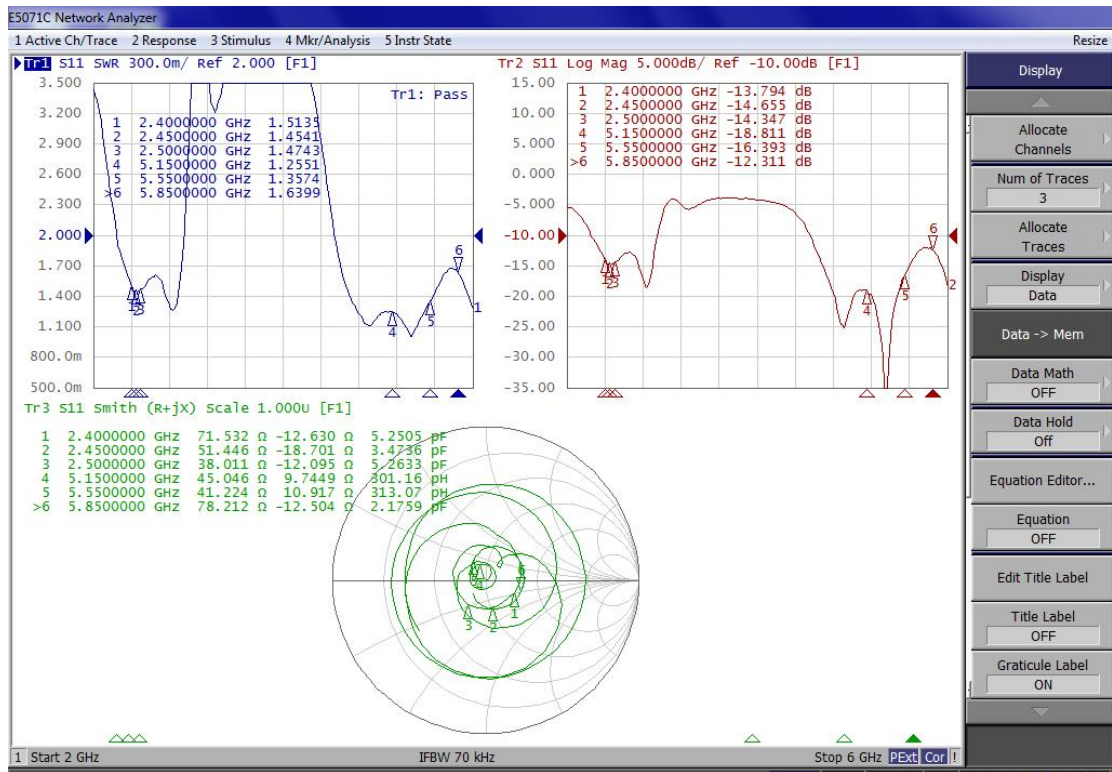 E5071C Network Analyzer
1 Active Ch/Trace 2 Response 3 Stimulus 4 Mkr/Analysis 5 Instr State Resize
Tr1 S11 SWR 300.0m/ Ref 2.000 [F1]
3.500
3.200
2.900
2.600
2.300
2.000
1.700
1.400
1.100
800.0m
500.0m
Tr1: Pass
1 2.4000000 GHz 1.5135
2 2.4500000 GHz 1.4541
3 2.5000000 GHz 1.4743
4 5.1500000 GHz 1.2551
5 5.5500000 GHz 1.3574
>6 5.8500000 GHz 1.6399
Tr2 S11 Log Mag 5.000dB/ Ref -10.00dB [F1]
15.00
10.00
5.000
0.000
-5.000
-10.00
-15.00
-20.00
-25.00
-30.00
-35.00
1 2.4000000 GHz -13.794 dB
2 2.4500000 GHz -14.655 dB
3 2.5000000 GHz -14.347 dB
4 5.1500000 GHz -18.811 dB
5 5.5500000 GHz -16.393 dB
>6 5.8500000 GHz -12.311 dB
Tr3 S11 Smith (R+jX) Scale 1.000U [F1]
1 2.4000000 GHz 71.532 Ω -12.630 Ω 5.2505 pF
2 2.4500000 GHz 51.446 Ω -18.701 Ω 3.4736 pF
3 2.5000000 GHz 38.011 Ω -12.095 Ω 5.2633 pF
4 5.1500000 GHz 45.046 Ω 9.7449 Ω 301.16 pH
5 5.5500000 GHz 41.224 Ω 10.917 Ω 313.07 pH
>6 5.8500000 GHz 78.212 Ω -12.504 Ω 2.1759 pF
1 Start 2 GHz IFBW 70 kHz Stop 6 GHz PExt Cor !
Display
Allocate
Channels
Num of Traces
3
Allocate
Traces
Display
Data
Data -> Mem
Data Math
OFF
Data Hold
Off
Equation Editor...
Equation
OFF
Edit Title Label
Title Label
OFF
Graticule Label
ON